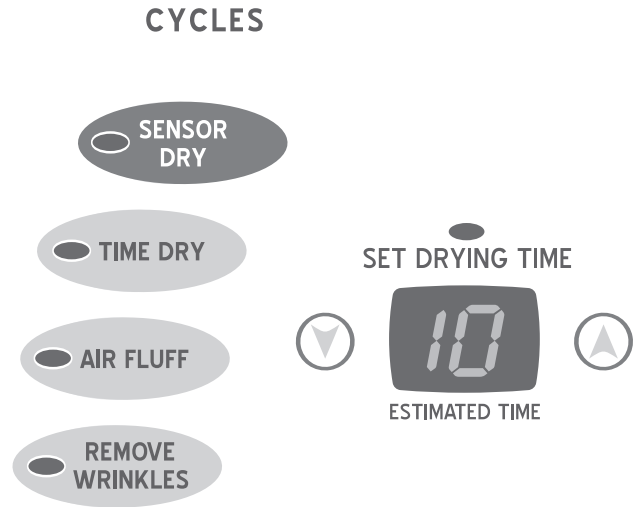 CYCLES
SENSOR
DRY
TIME DRY
AIR FLUFF
REMOVE
WRINKLES
SET DRYING TIME
10
ESTIMATED TIME